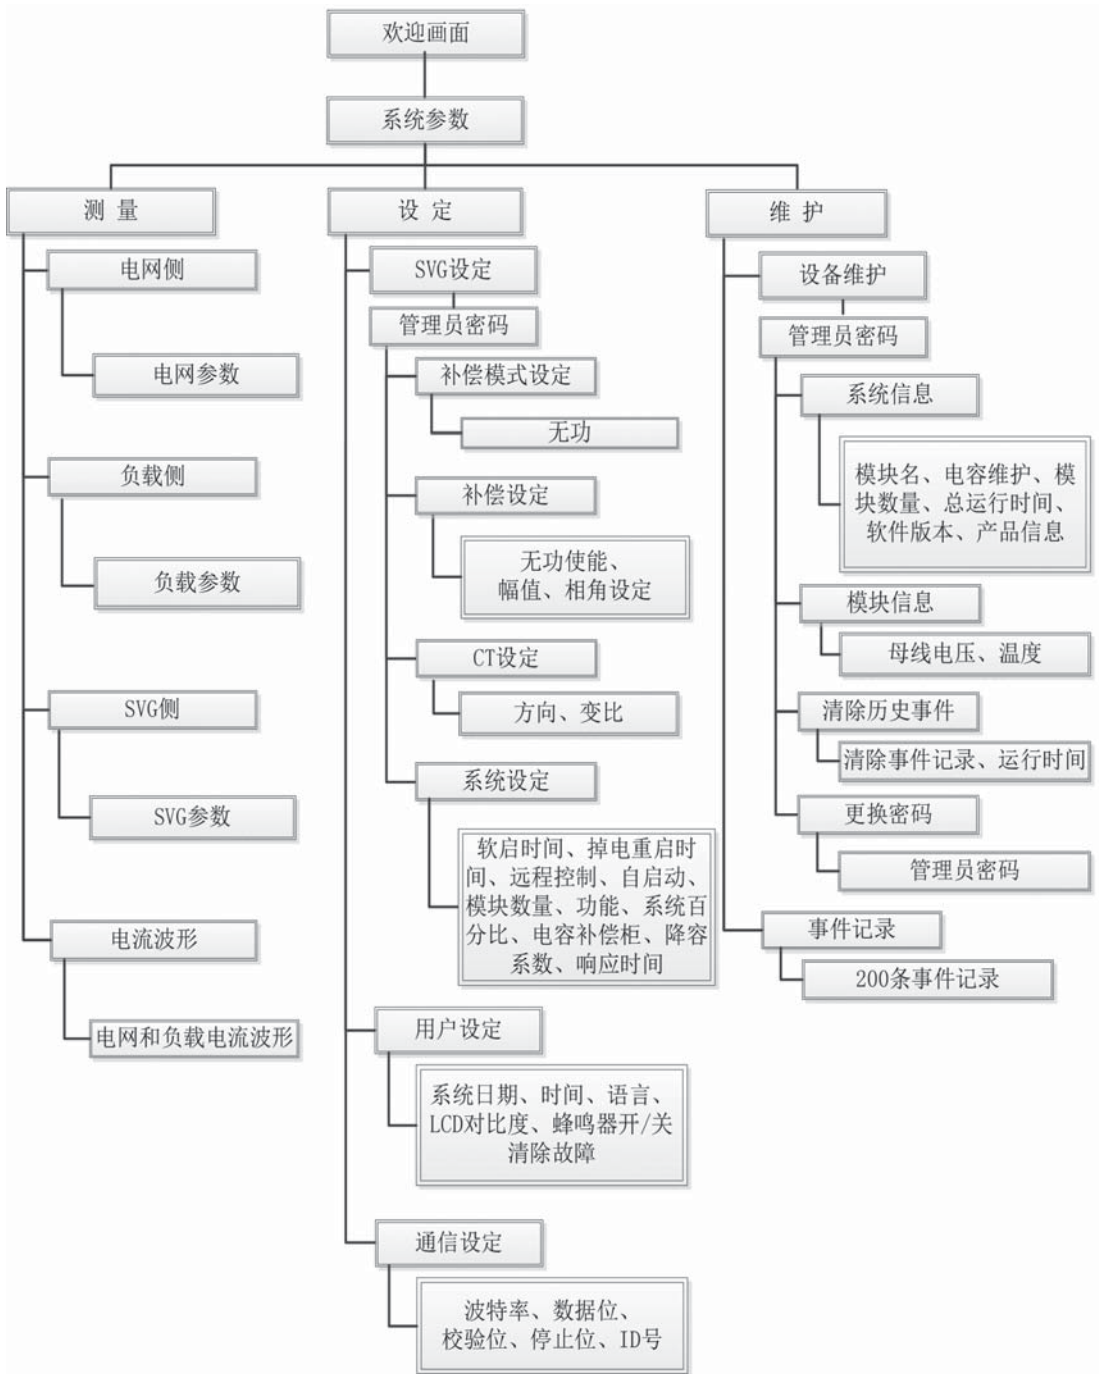 欢迎画面
系统参数
测 量
电网侧
电网参数
负载侧
负载参数
SVG侧
SVG参数
电流波形
电网和负载电流波形
设 定
SVG设定
管理员密码
补偿模式设定
无功
补偿设定
无功使能、
幅值、相角设定
CT设定
方向、变比
系统设定
软启时间、掉电重启时
间、远程控制、自启动、
模块数量、功能、系统百
分比、电容补偿柜、降容
系数、响应时间
用户设定
系统日期、时间、语言、
LCD对比度、蜂鸣器开/关
清除故障
通信设定
波特率、数据位、
校验位、停止位、ID号
维 护
设备维护
管理员密码
系统信息
模块名、电容维护、模
块数量、总运行时间、
软件版本、产品信息
模块信息
母线电压、温度
清除历史事件
清除事件记录、运行时间
更换密码
管理员密码
事件记录
200条事件记录